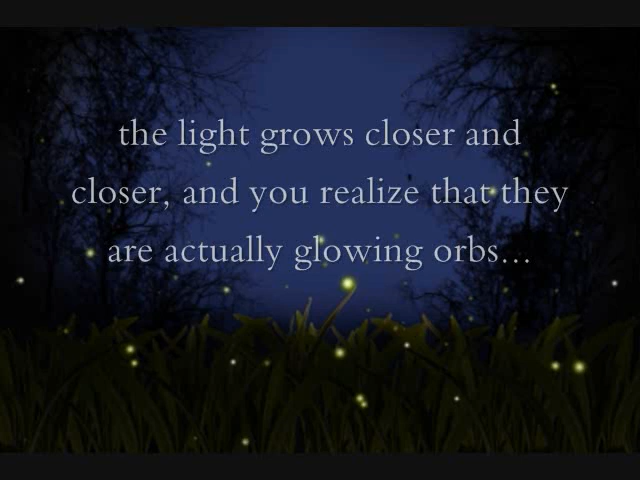 the light grows closer and
closer, and you realize that they
are actually glowing orbs...